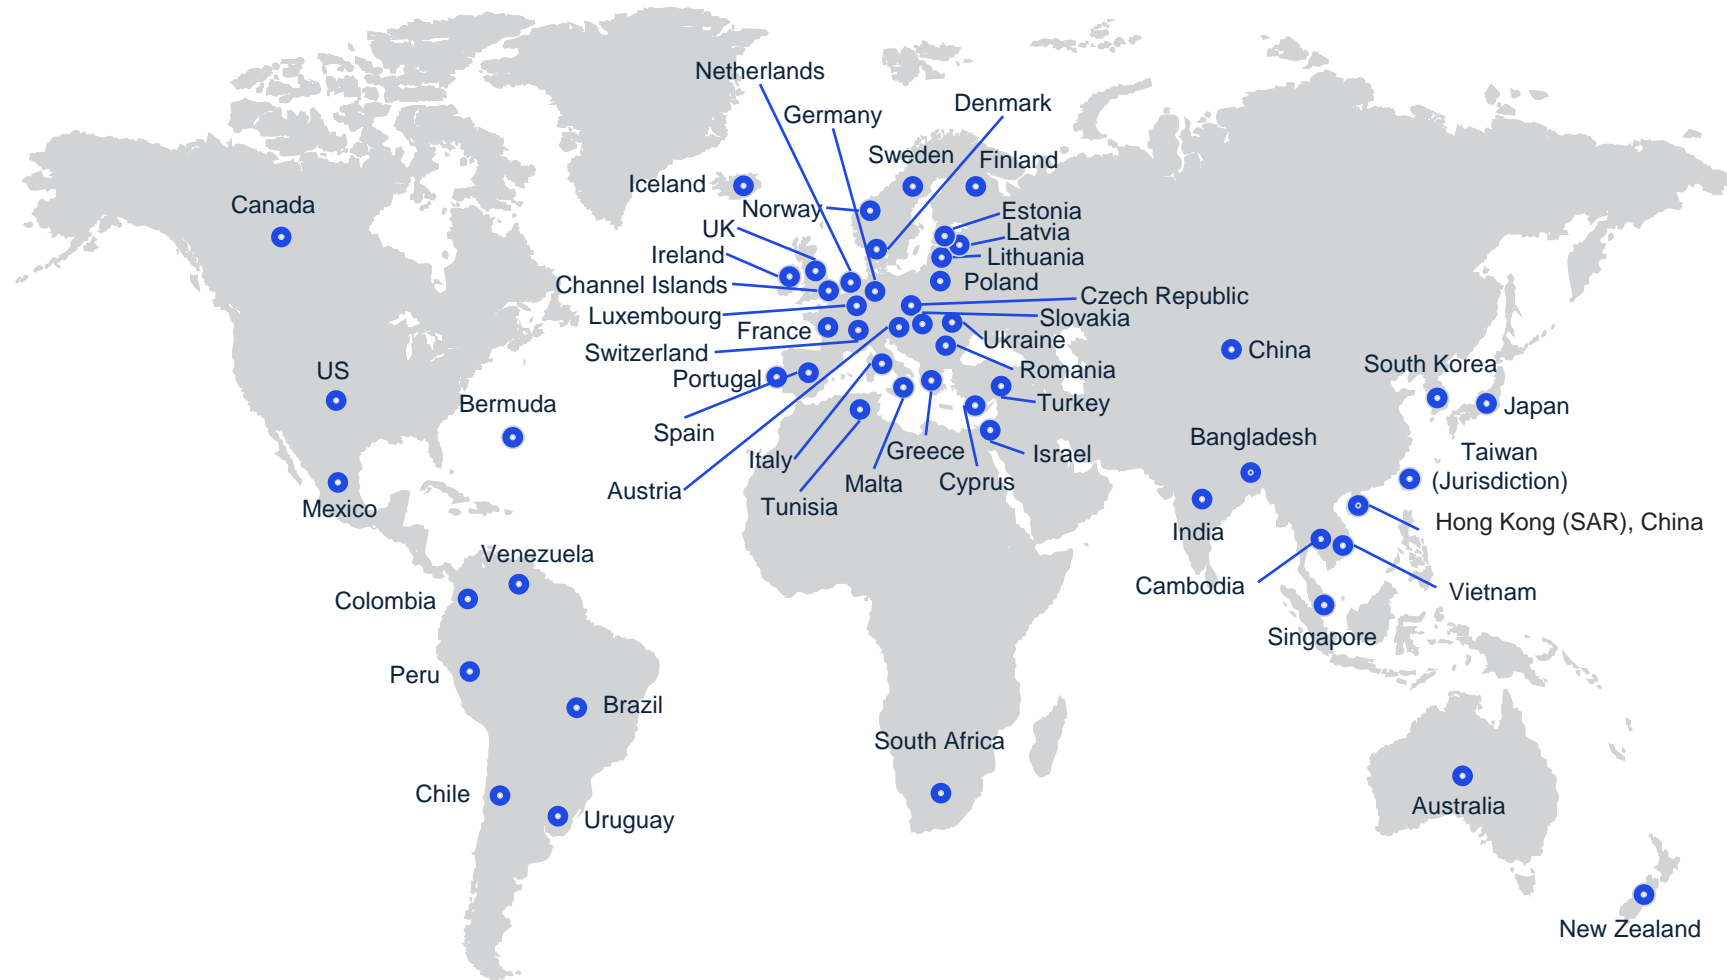 Netherlands
Denmark
Germany
Sweden
Finland
Iceland
Canada
Norway
Estonia
UK
Latvia
Ireland
Lithuania
Channel Islands
Poland
Czech Republic
Luxembourg
Slovakia
France
Ukraine
Switzerland
China
South Korea
US
Portugal
Romania
Bermuda
Turkey
Japan
Spain
Bangladesh
Greece
Israel
Taiwan
(Jurisdiction)
Italy
Malta
Cyprus
Austria
Mexico
Tunisia
Hong Kong (SAR), China
India
Venezuela
Cambodia
Vietnam
Colombia
Singapore
Peru
Brazil
South Africa
Chile
Australia
Uruguay
New Zealand